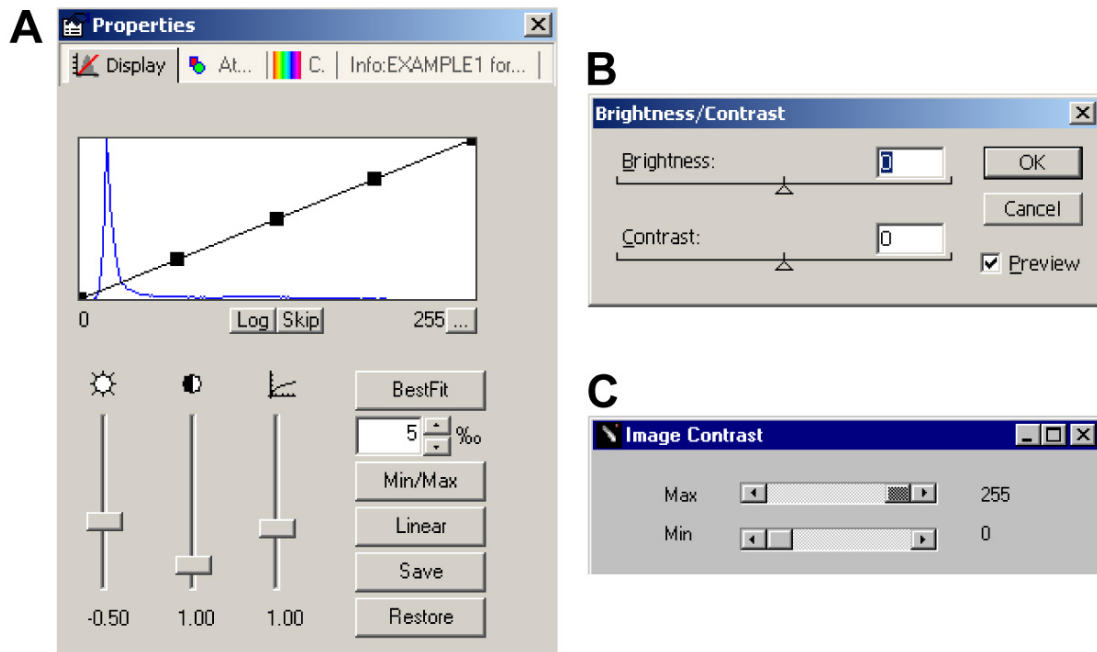 A
Properties
Display
At...
C.
Info:EXAMPLE1 for...
0
Log
Skip
255
...
BestFit
5
‰
Min/Max
Linear
Save
Restore
-0.50
1.00
1.00
B
Brightness/Contrast
Brightness:
0
OK
Cancel
Contrast:
0
Preview
C
Image Contrast
Max
255
Min
0